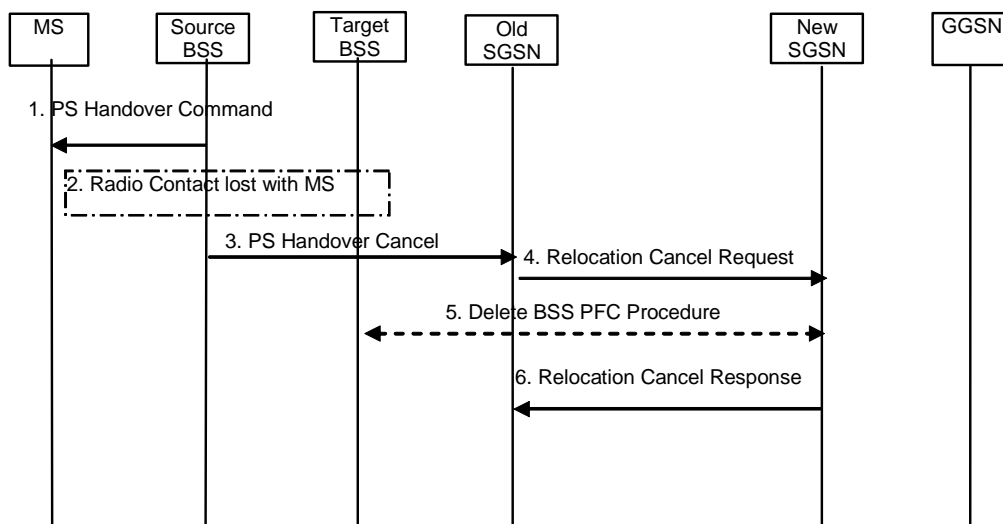 MS
Source
BSS
Target
BSS
Old
SGSN
New
SGSN
GGSN
1. PS Handover Command
2. Radio Contact lost with MS
3. PS Handover Cancel
4. Relocation Cancel Request
5. Delete BSS PFC Procedure
6. Relocation Cancel Response